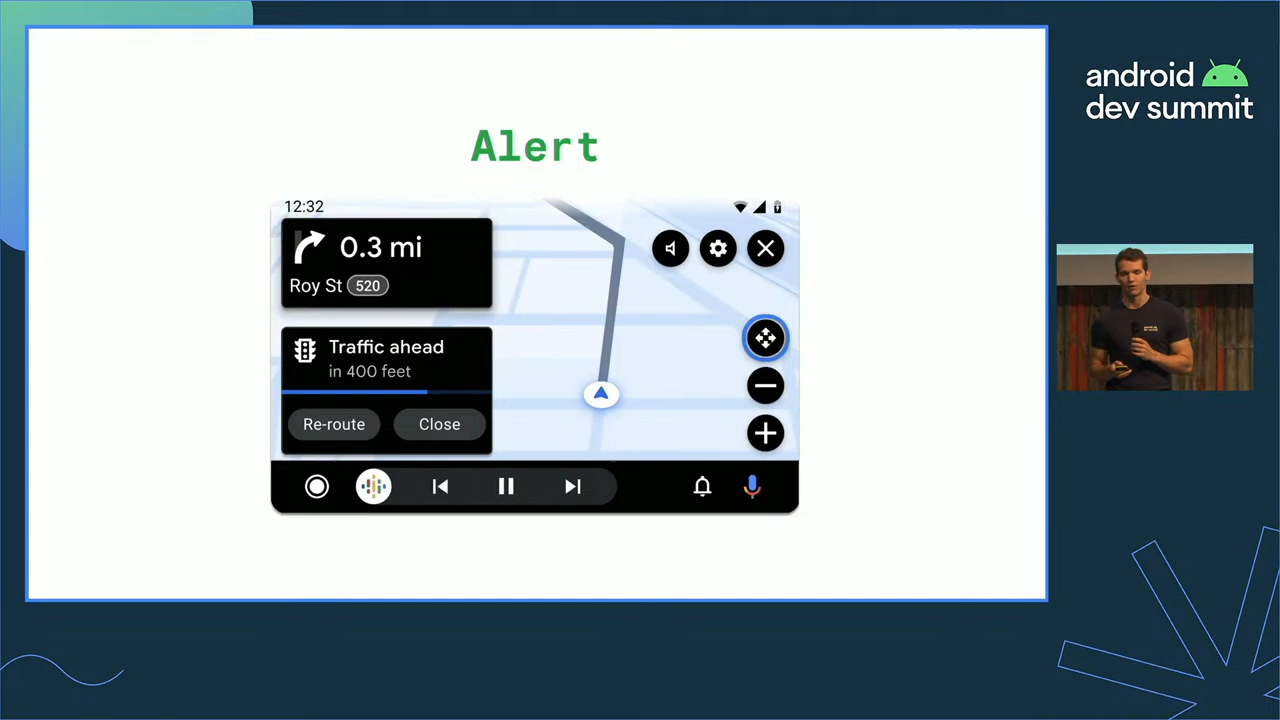 Alert
12:32
0.3 mi
Roy St 520
Traffic ahead
in 400 feet
Re-route
Close
android
dev summit